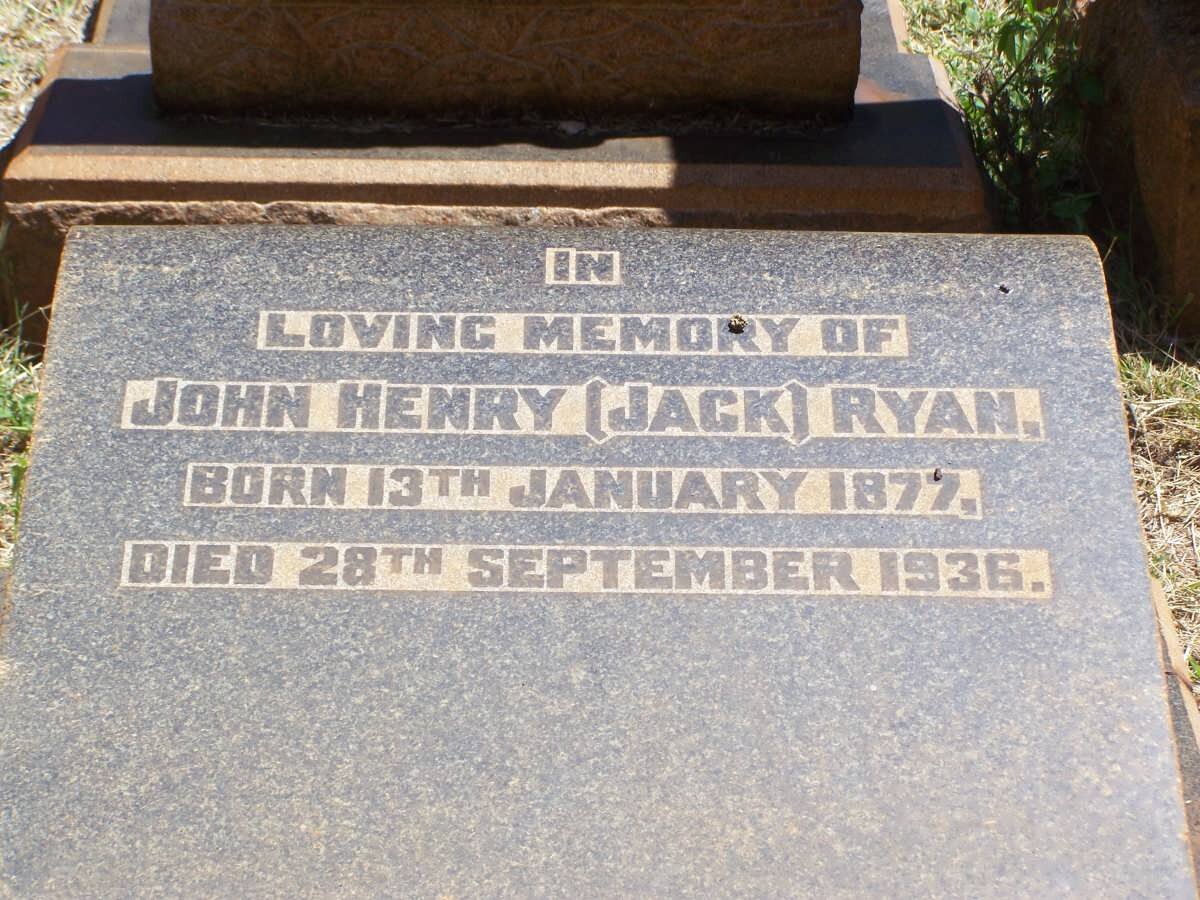 IN
LOVING MEMORY OF
JOHN HENRY (JACK) RYAN.
BORN 13TH JANUARY 1877.
DIED 28TH SEPTEMBER 1936.